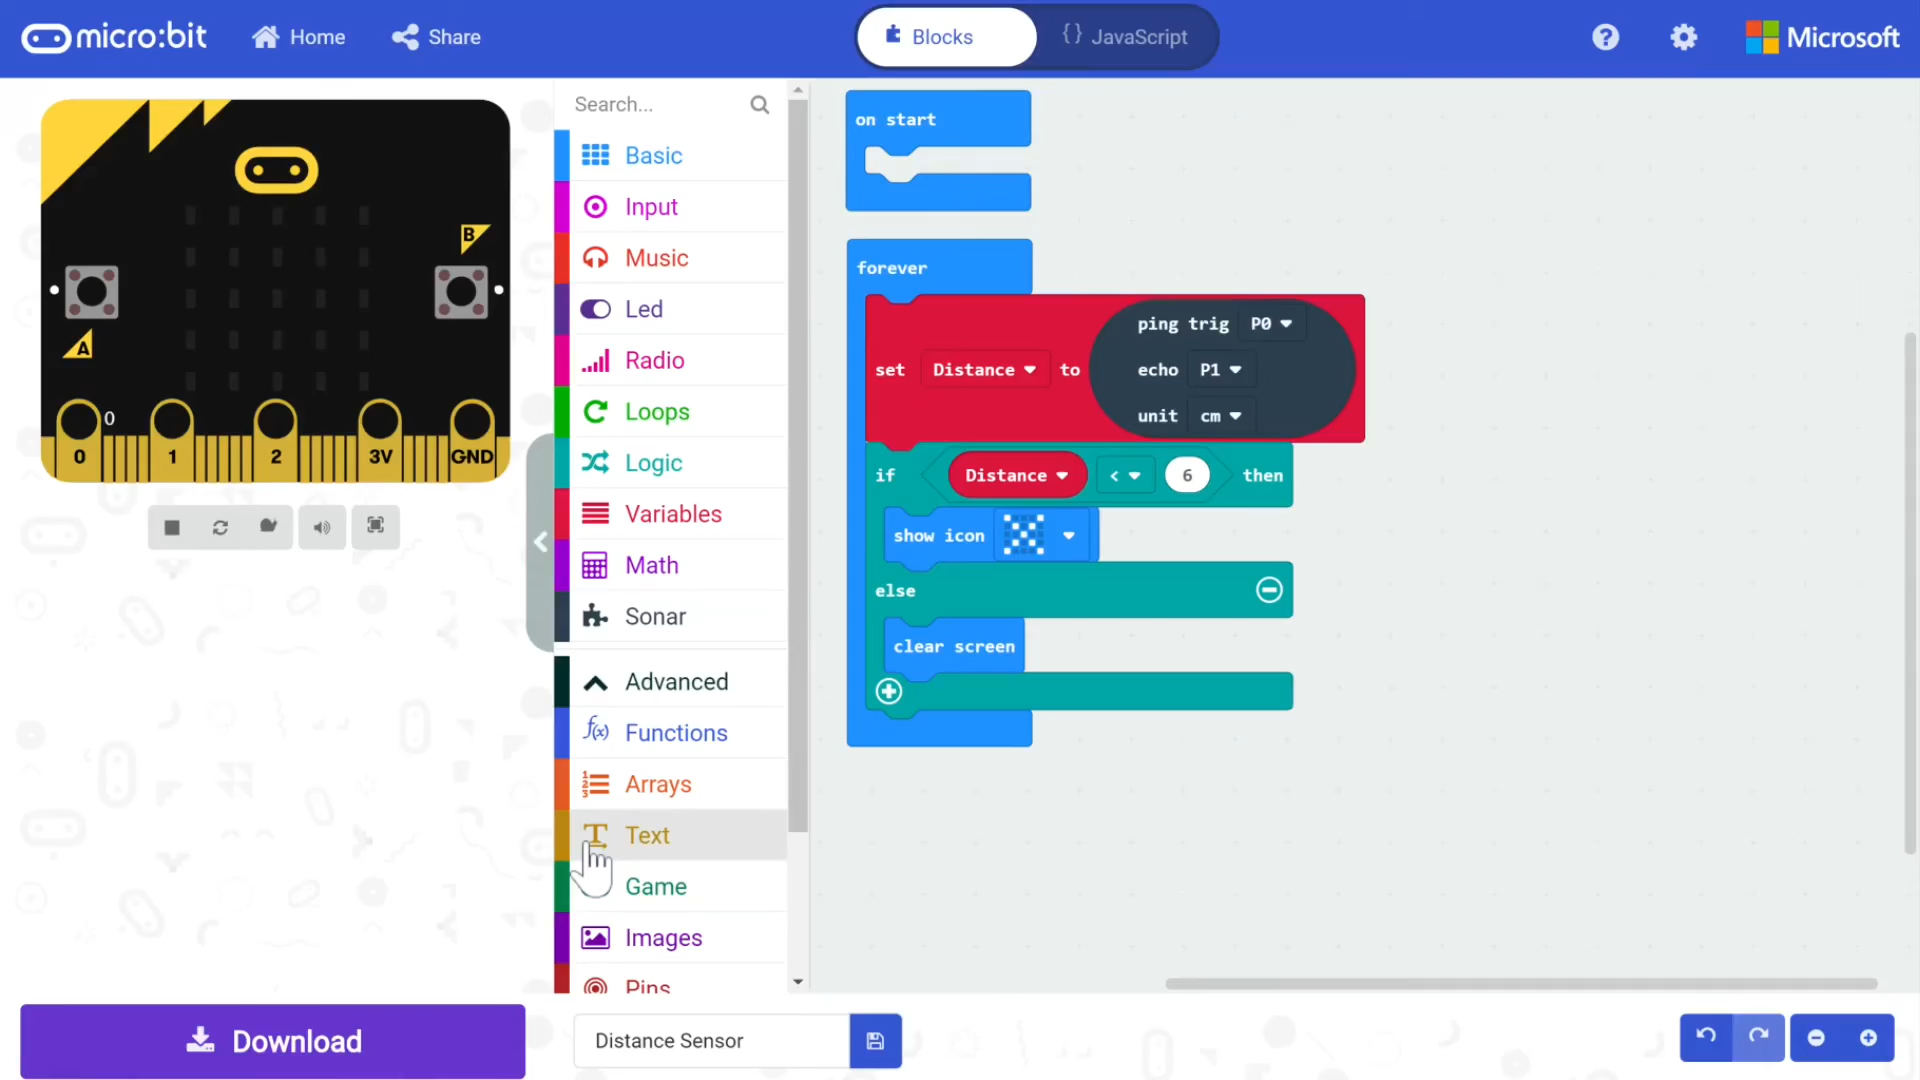 micro:bit
Home
Share
Blocks
{} JavaScript
?
Microsoft
Search...
Basic
Input
Music
Led
Radio
Loops
Logic
Variables
Math
Sonar
Advanced
f(x) Functions
Arrays
Text
Game
Images
Pins
B
A
0
0 1 2 3V GND
on start
forever
set Distance to ping trig P0
echo P1
unit cm
if Distance < 6 then
show icon
else
clear screen
Download
Distance Sensor